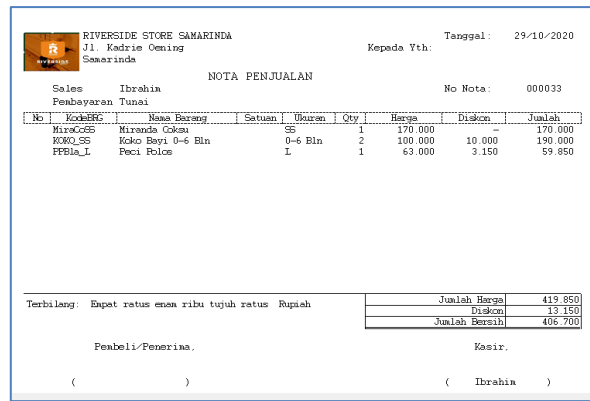 RIVERSIDE STORE SAMARINDA Tanggal: 29/10/2020
Jl. Kadrie Oening Kepada Yth:
Samarinda
R
RIVERSIDE
NOTA PENJUALAN
Sales Ibrahim No Nota: 000033
Pembayaran Tunai
No KodeBRG Nama Barang Satuan Ukuran Qty Harga Diskon Jumlah
MiraCoSS Miranda Coksu SS 1 170.000 - 170.000
KOKO_SS Koko Bayi 0-6 Bln 0-6 Bln 2 100.000 10.000 190.000
PPBla_L Peci Polos L 1 63.000 3.150 59.850
Jumlah Harga 419.850
Terbilang: Empat ratus enam ribu tujuh ratus Rupiah
Diskon 13.150
Jumlah Bersih 406.700
Pembeli/Penerima, Kasir,
( ) ( Ibrahim )